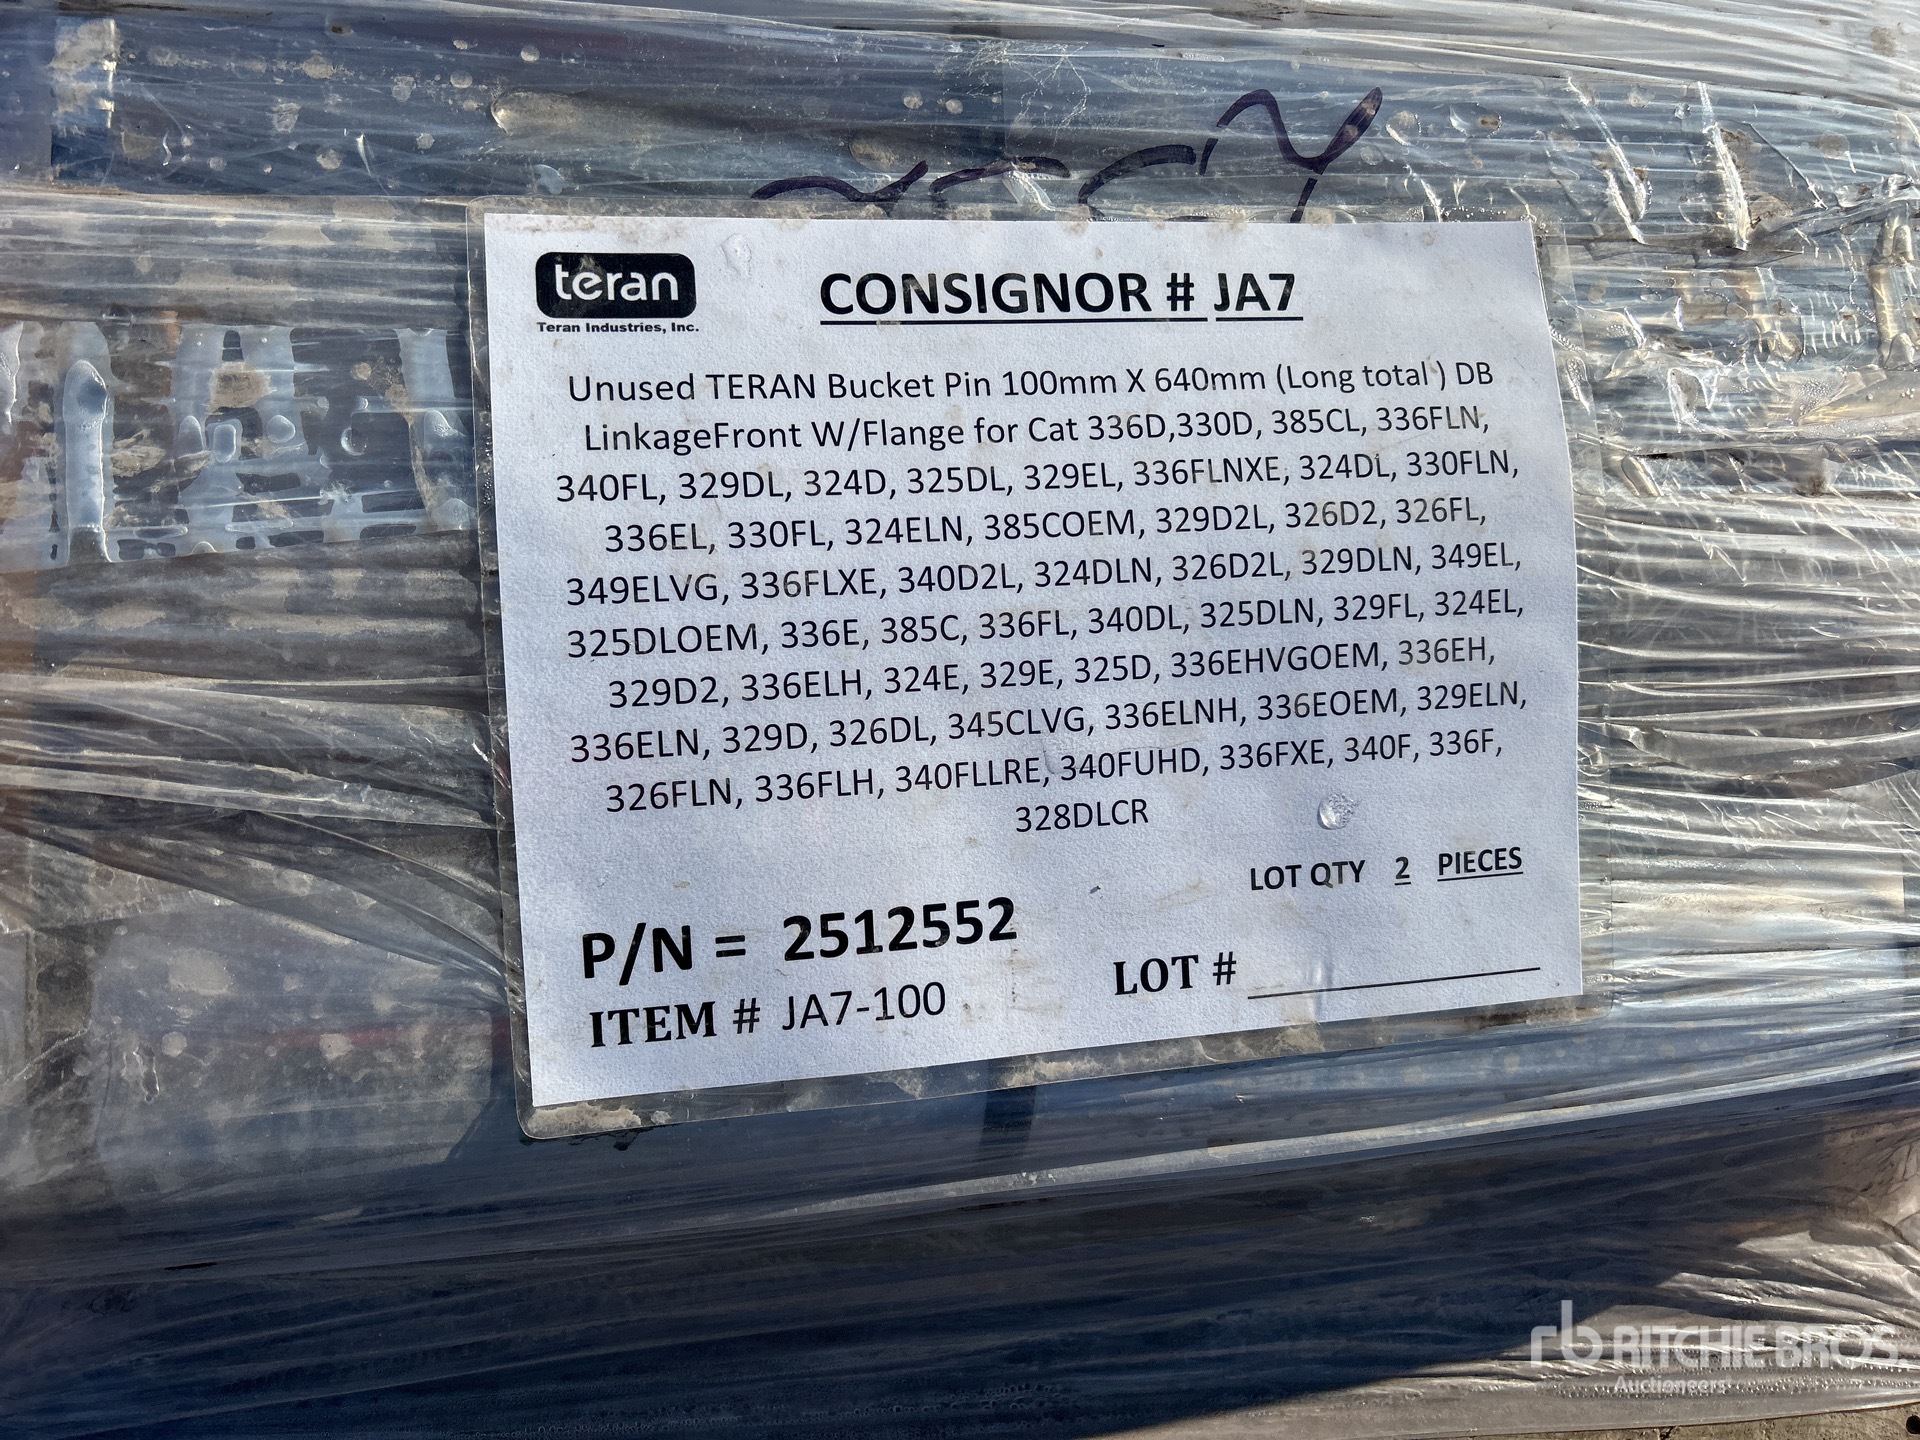 teran
Teran Industries, Inc.
CONSIGNOR # JA7
Unused TERAN Bucket Pin 100mm X 640mm (Long total ) DB
LinkageFront W/Flange for Cat 336D,330D, 385CL, 336FLN,
340FL, 329DL, 324D, 325DL, 329EL, 336FLNXE, 324DL, 330FLN,
336EL, 330FL, 324ELN, 385COEM, 329D2L, 326D2, 326FL,
349ELVG, 336FLXE, 340D2L, 324DLN, 326D2L, 329DLN, 349EL,
325DLOEM, 336E, 385C, 336FL, 340DL, 325DLN, 329FL, 324EL,
329D2, 336ELH, 324E, 329E, 325D, 336EHVGOEM, 336EH,
336ELN, 329D, 326DL, 345CLVG, 336ELNH, 336EOEM, 329ELN,
326FLN, 336FLH, 340FLLRE, 340FUHD, 336FXE, 340F, 336F,
328DLCR
LOT QTY 2 PIECES
P/N = 2512552
LOT #
ITEM # JA7-100
rb RITCHIE BROS.
Auctioneers